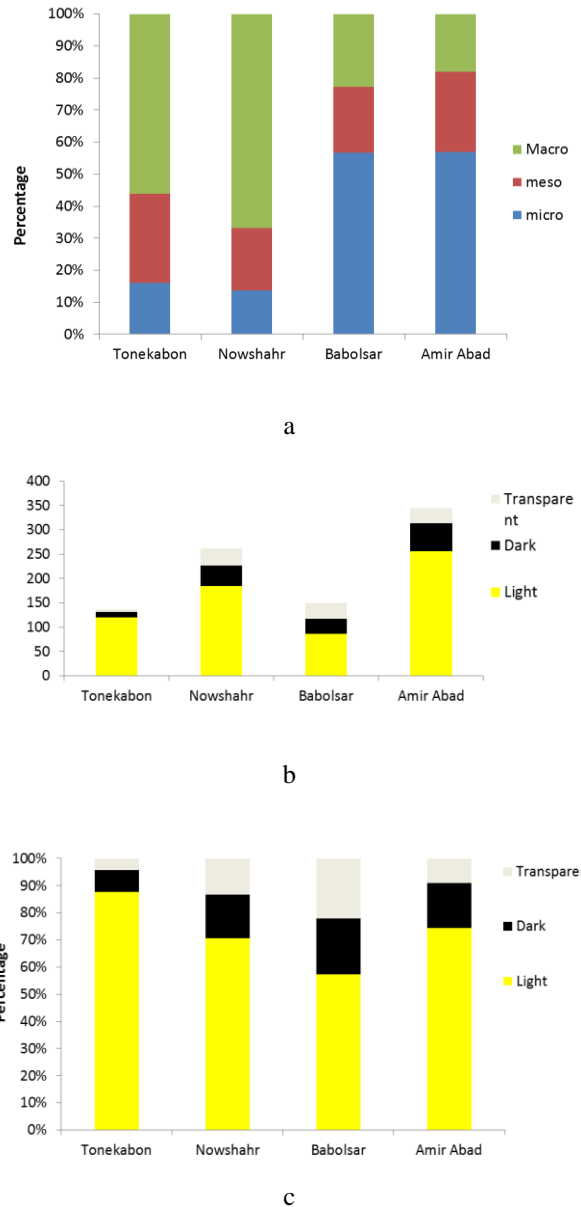 100%
90%
80%
70%
60%
50%
40%
30%
20%
10%
0%
Percentage
Macro
meso
micro
Tonekabon Nowshahr Babolsar Amir Abad
a
400
350
300
250
200
150
100
50
0
Transpare
nt
Dark
Light
Tonekabon Nowshahr Babolsar Amir Abad
b
100%
90%
80%
70%
60%
50%
40%
30%
20%
10%
0%
Percentage
Transpare
Dark
Light
Tonekabon Nowshahr Babolsar Amir Abad
c